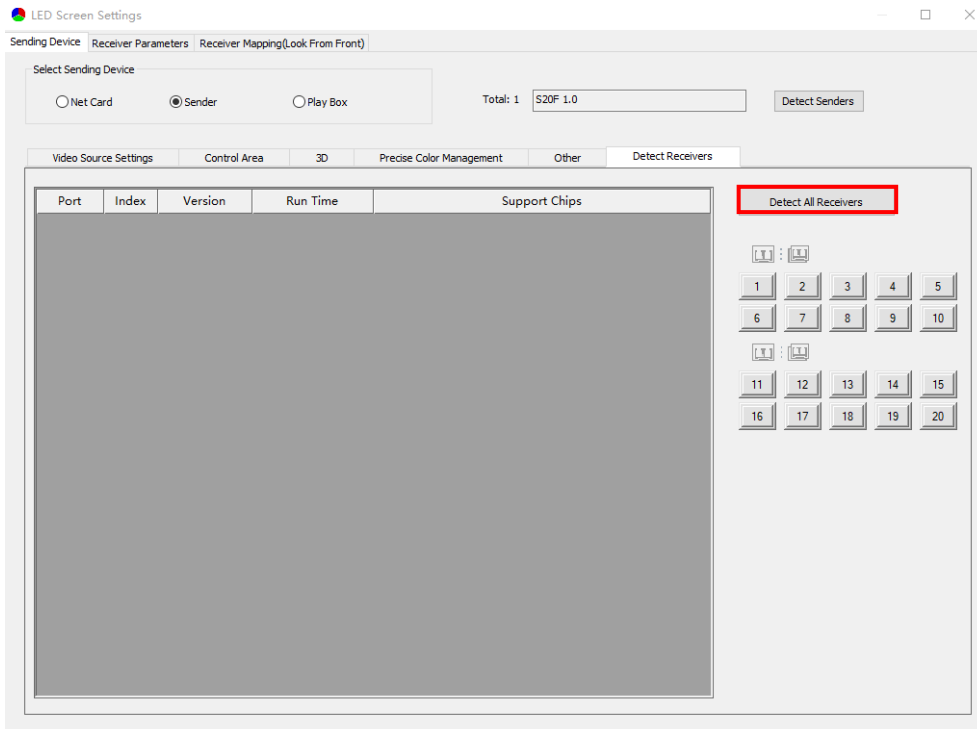 LED Screen Settings
Sending Device Receiver Parameters Receiver Mapping(Look From Front)
Select Sending Device
Net Card Sender Play Box
Total: 1 S20F 1.0 Detect Senders
Video Source Settings Control Area 3D Precise Color Management Other Detect Receivers
Port Index Version Run Time Support Chips
Detect All Receivers
1 2 3 4 5
6 7 8 9 10
11 12 13 14 15
16 17 18 19 20